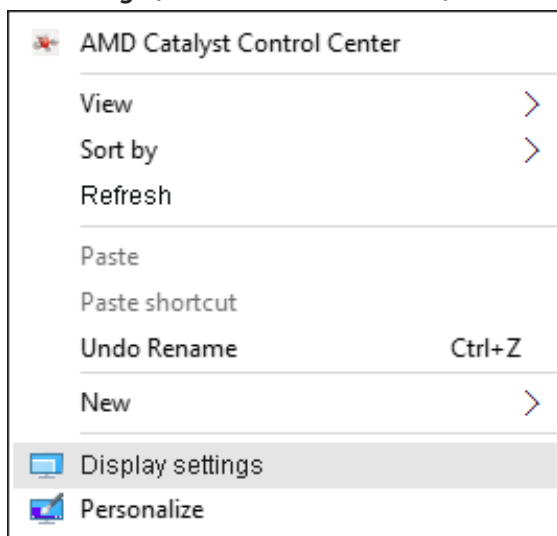 AMD Catalyst Control Center
View
Sort by
Refresh
Paste
Paste shortcut
Undo Rename Ctrl+Z
New
Display settings
Personalize